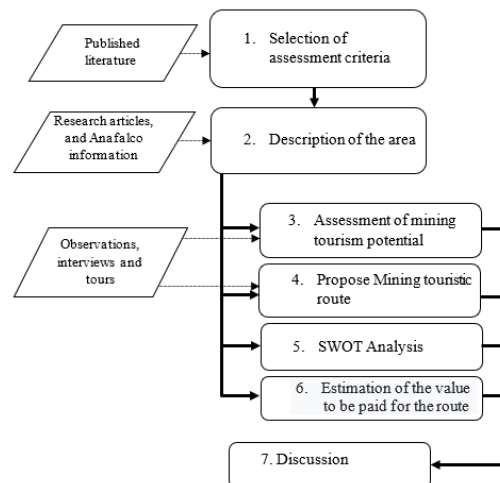 Published
literature
1. Selection of
assessment criteria
Research articles,
and Anafalco
information
2. Description of the area
Observations,
interviews and
tours
3. Assessment of mining
tourism potential
4. Propose Mining touristic
route
5. SWOT Analysis
6. Estimation of the value
to be paid for the route
7. Discussion